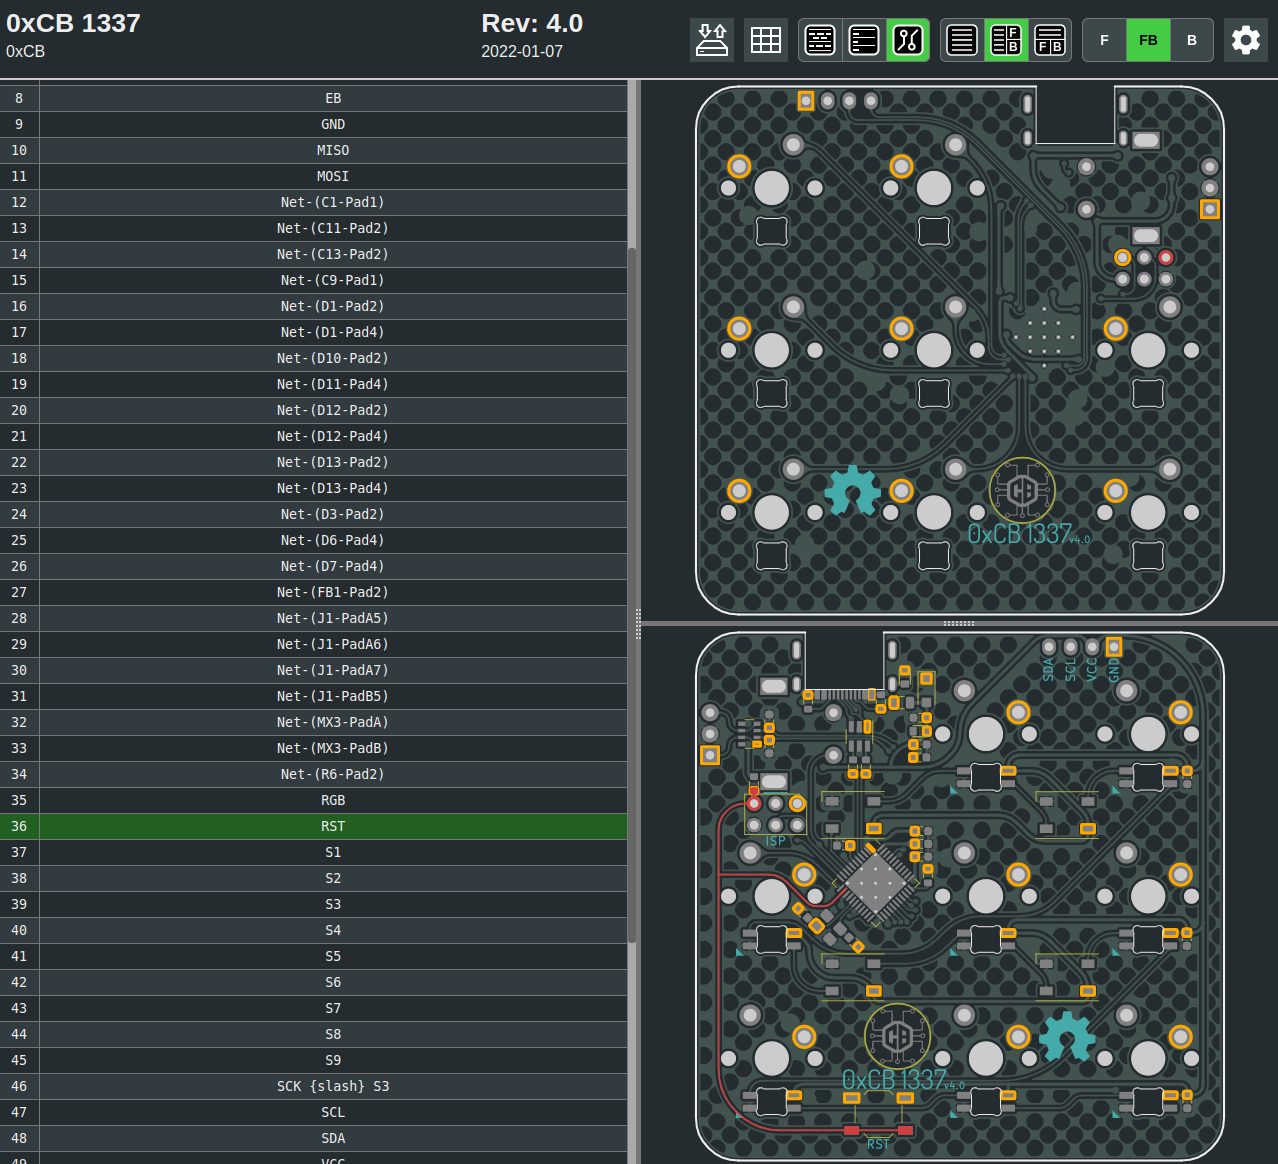 0xCB 1337
0xCB
Rev: 4.0
2022-01-07
F
B
F B
F
FB
B
8 EB
9 GND
10 MISO
11 MOSI
12 Net-(C1-Pad1)
13 Net-(C11-Pad2)
14 Net-(C13-Pad2)
15 Net-(C9-Pad1)
16 Net-(D1-Pad2)
17 Net-(D1-Pad4)
18 Net-(D10-Pad2)
19 Net-(D11-Pad4)
20 Net-(D12-Pad2)
21 Net-(D12-Pad4)
22 Net-(D13-Pad2)
23 Net-(D13-Pad4)
24 Net-(D3-Pad2)
25 Net-(D6-Pad4)
26 Net-(D7-Pad4)
27 Net-(FB1-Pad2)
28 Net-(J1-PadA5)
29 Net-(J1-PadA6)
30 Net-(J1-PadA7)
31 Net-(J1-PadB5)
32 Net-(MX3-PadA)
33 Net-(MX3-PadB)
34 Net-(R6-Pad2)
35 RGB
36 RST
37 S1
38 S2
39 S3
40 S4
41 S5
42 S6
43 S7
44 S8
45 S9
46 SCK {slash} S3
47 SCL
48 SDA
49 VCC
0xCB 1337 v4.0
SDA
SCL
VCC
GND
ISP
0xCB 1337 v4.0
RST